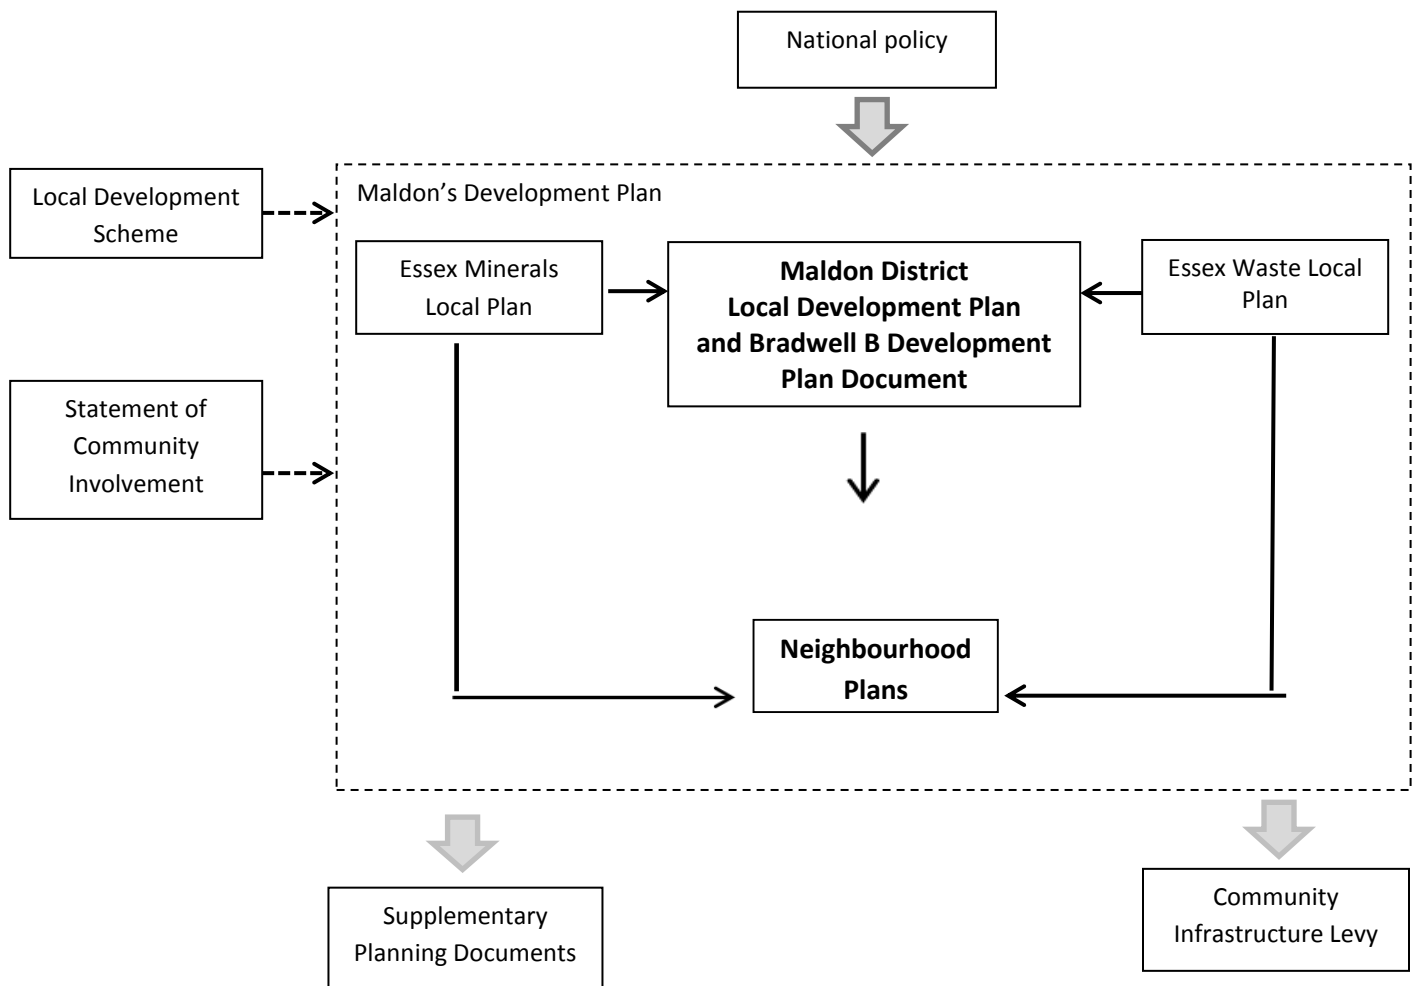 National policy
Local Development
Scheme
Maldon’s Development Plan
Essex Minerals
Local Plan
Maldon District
Local Development Plan
and Bradwell B Development
Plan Document
Essex Waste Local
Plan
Statement of
Community
Involvement
Neighbourhood
Plans
Supplementary
Planning Documents
Community
Infrastructure Levy